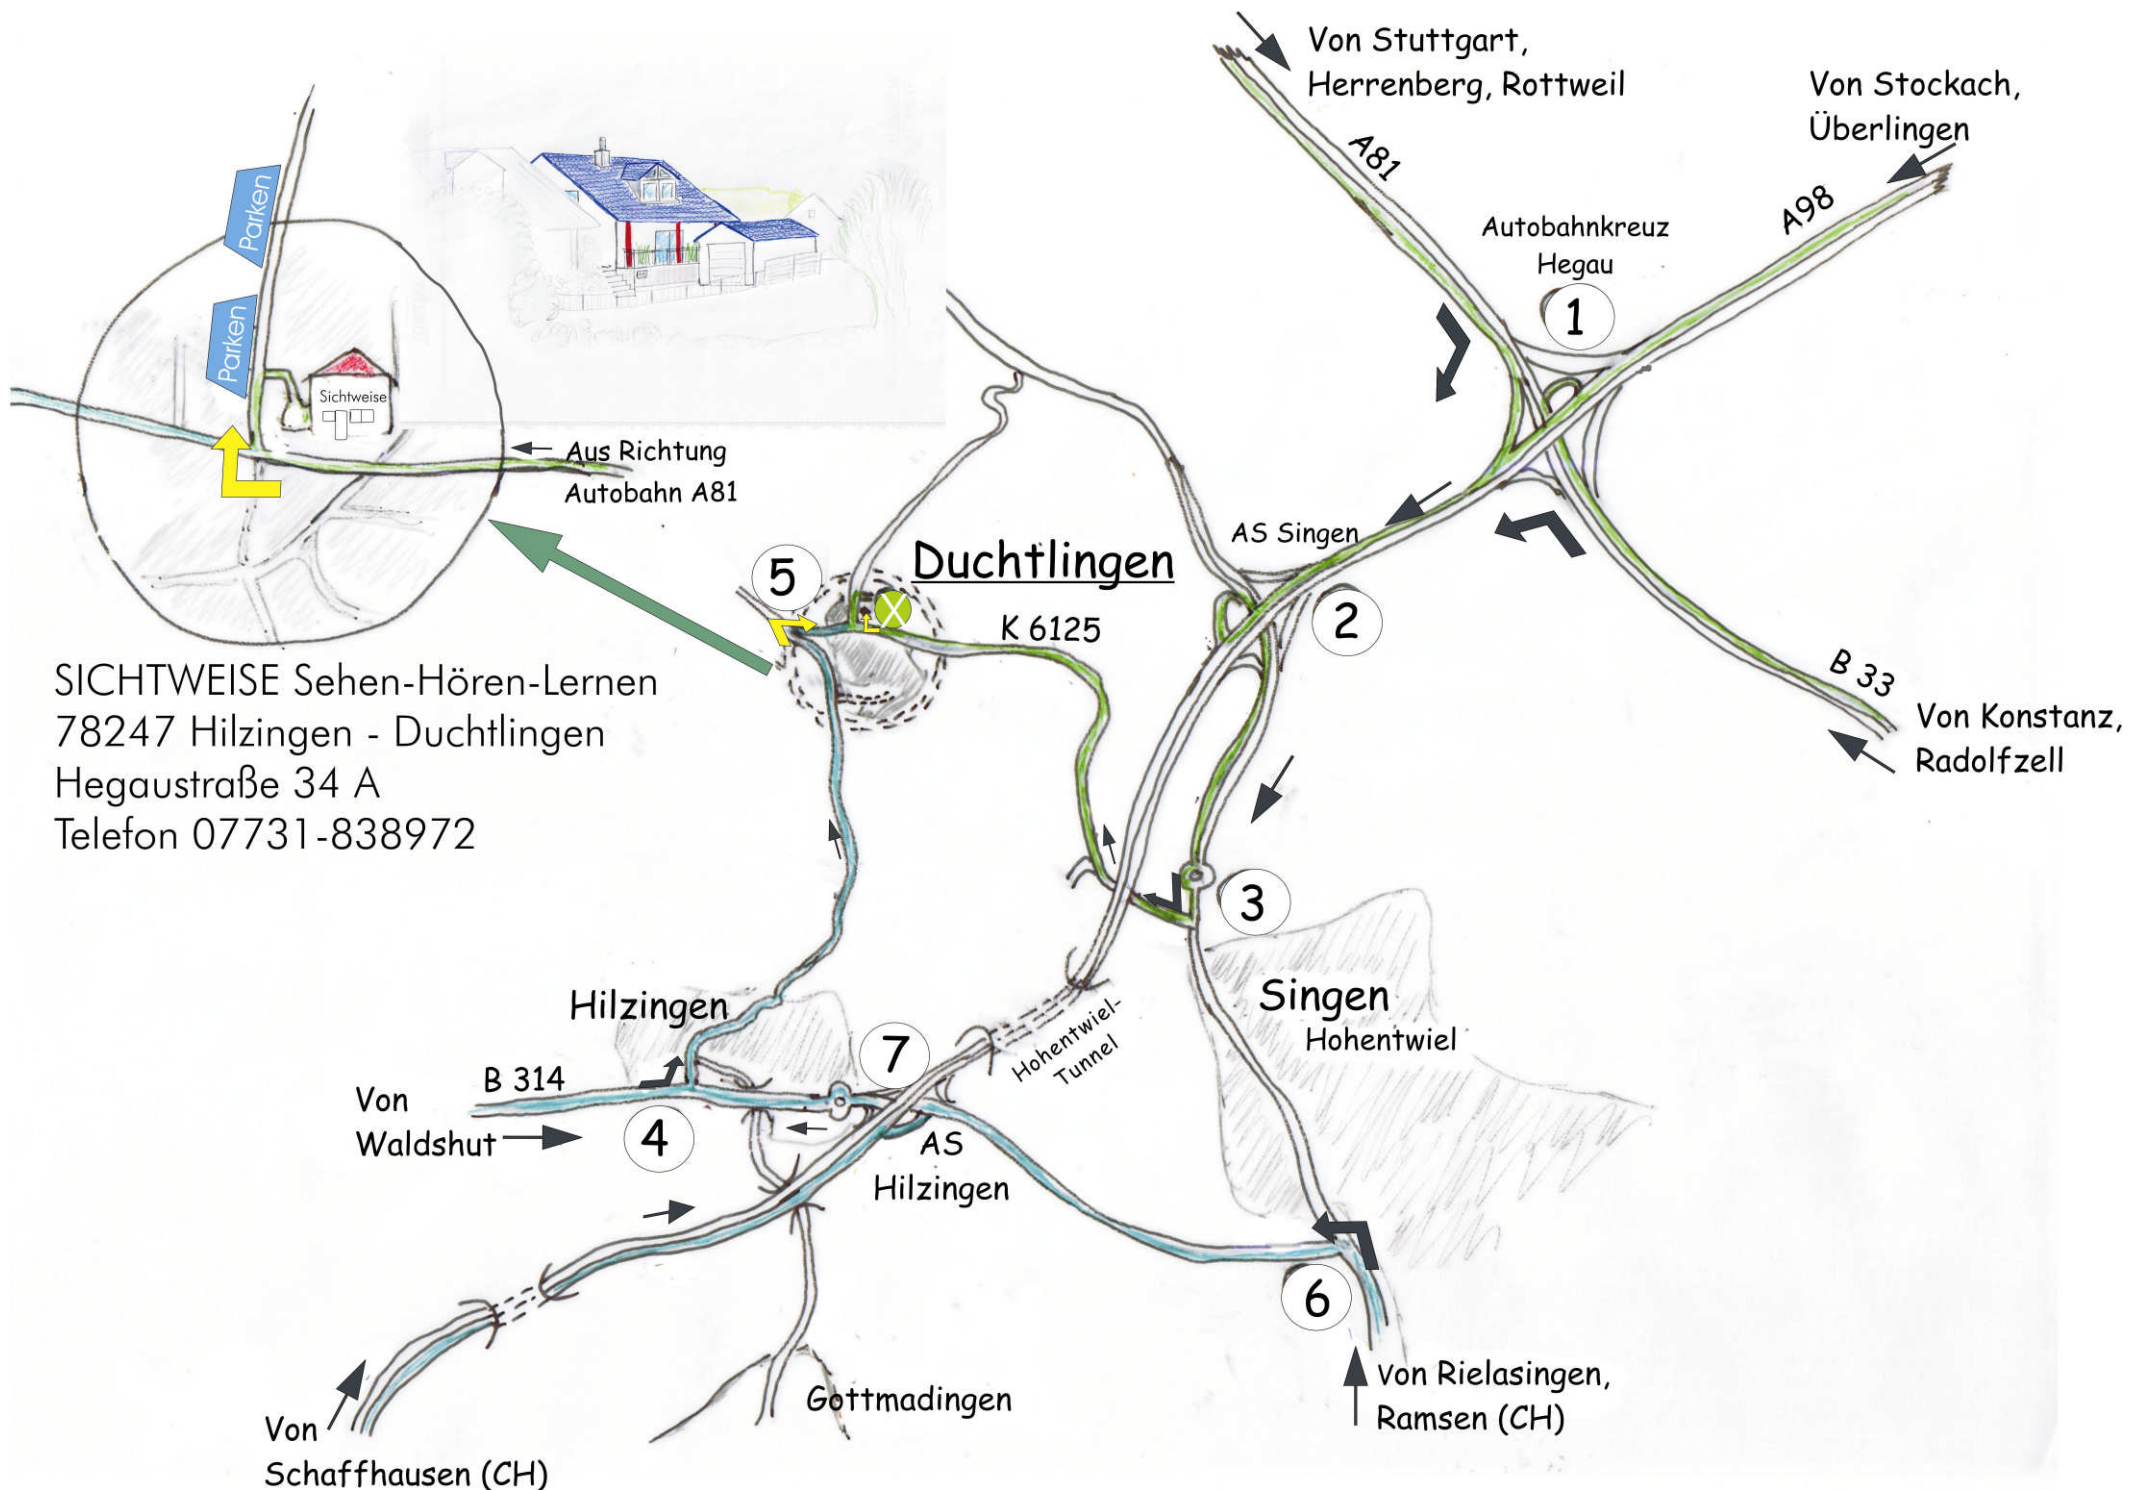 Von Stuttgart,
Herrenberg, Rottweil
Von Stockach,
Überlingen
A81
A98
Autobahnkreuz
Hegau
1
Parken
Parken
Sichtweise
Aus Richtung
Autobahn A81
AS Singen
2
5
Duchtlingen
X
K 6125
B 33
Von Konstanz,
Radolfzell
SICHTWEISE Sehen-Hören-Lernen
78247 Hilzingen - Duchtlingen
Hegaustraße 34 A
Telefon 07731-838972
3
Singen
Hohentwiel
Hilzingen
7
Hohentwiel-
Tunnel
B 314
Von
Waldshut
4
AS
Hilzingen
6
Von Rielasingen,
Ramsen (CH)
Gottmadingen
Von
Schaffhausen (CH)